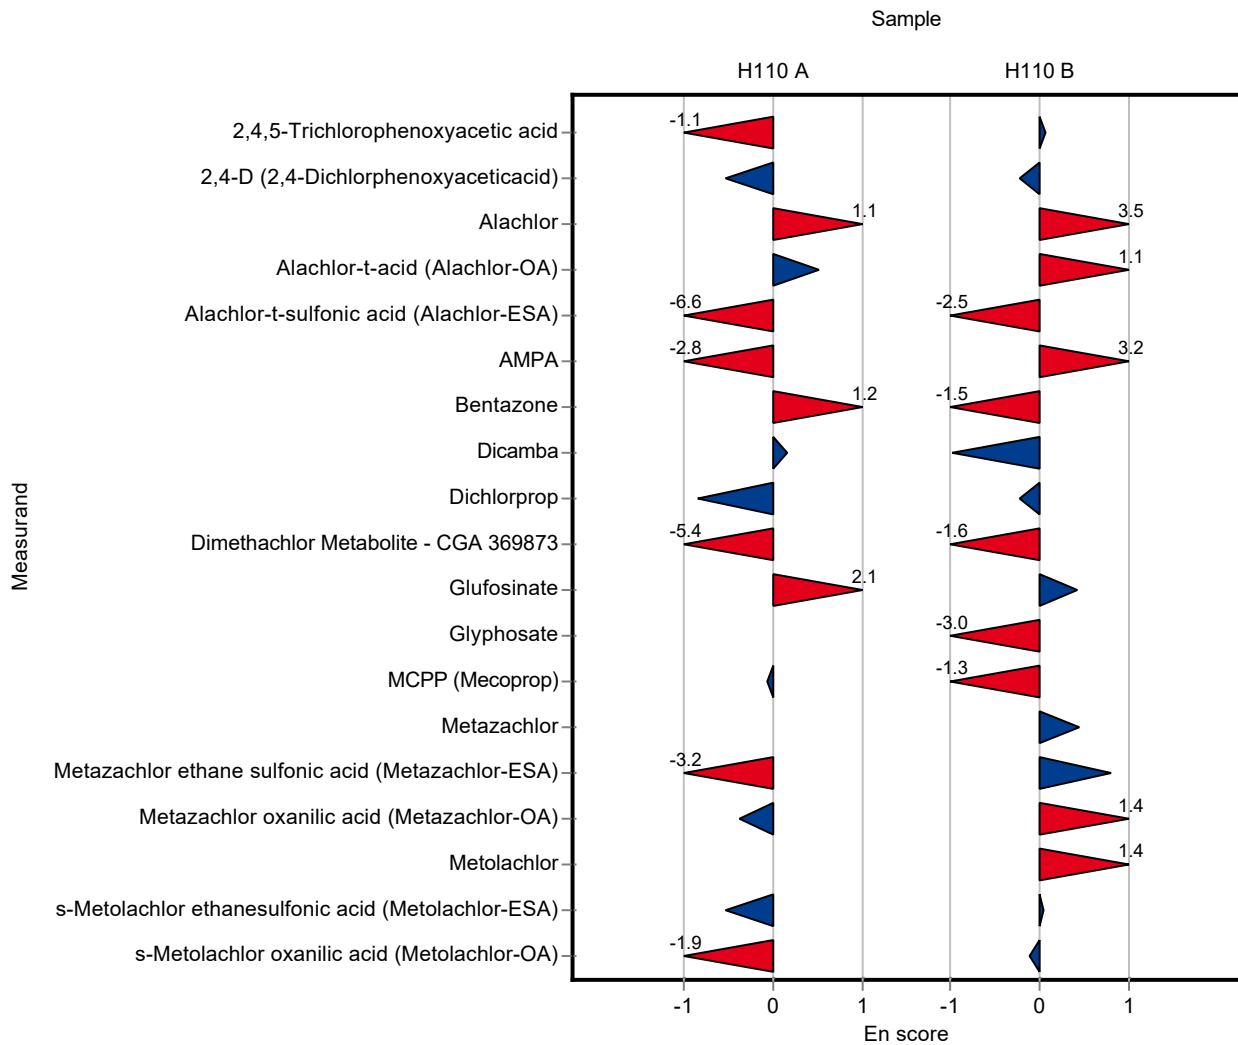 Sample
H110 A
H110 B
2,4,5-Trichlorophenoxyacetic acid
-1.1
2,4-D (2,4-Dichlorphenoxyaceticacid)
Alachlor
1.1
3.5
Alachlor-t-acid (Alachlor-OA)
1.1
Alachlor-t-sulfonic acid (Alachlor-ESA)
-6.6
-2.5
AMPA
-2.8
3.2
Bentazone
1.2
-1.5
Dicamba
Dichlorprop
Dimethachlor Metabolite - CGA 369873
-5.4
-1.6
Glufosinate
2.1
Glyphosate
-3.0
MCPP (Mecoprop)
-1.3
Metazachlor
Metazachlor ethane sulfonic acid (Metazachlor-ESA)
-3.2
Metazachlor oxanilic acid (Metazachlor-OA)
1.4
Metolachlor
1.4
s-Metolachlor ethanesulfonic acid (Metolachlor-ESA)
s-Metolachlor oxanilic acid (Metolachlor-OA)
-1.9
Measurand
-1 0 1 -1 0 1
En score